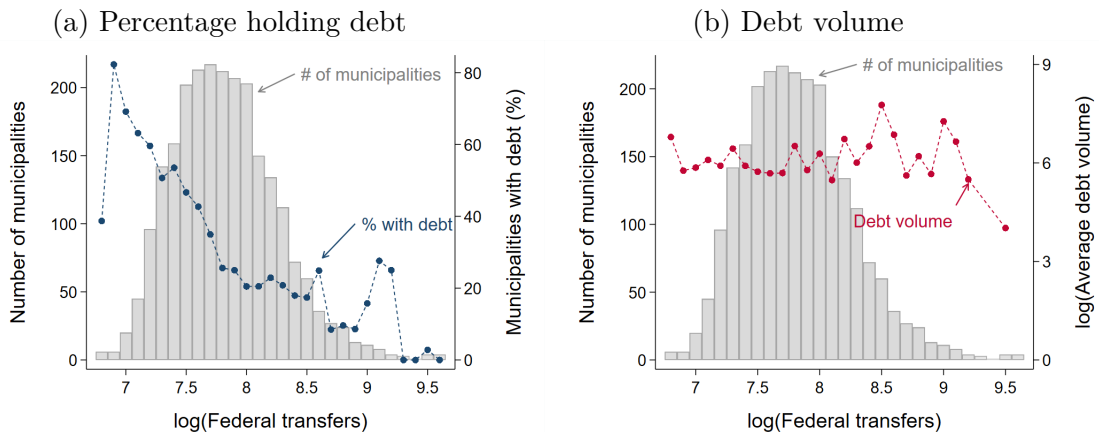 (a) Percentage holding debt
Number of municipalities
0
50
100
150
200
Municipalities with debt (%)
0
20
40
60
80
# of municipalities
% with debt
7
7.5
8
8.5
9
9.5
log(Federal transfers)
(b) Debt volume
Number of municipalities
0
50
100
150
200
log(Average debt volume)
0
3
6
9
# of municipalities
Debt volume
7
7.5
8
8.5
9
9.5
log(Federal transfers)